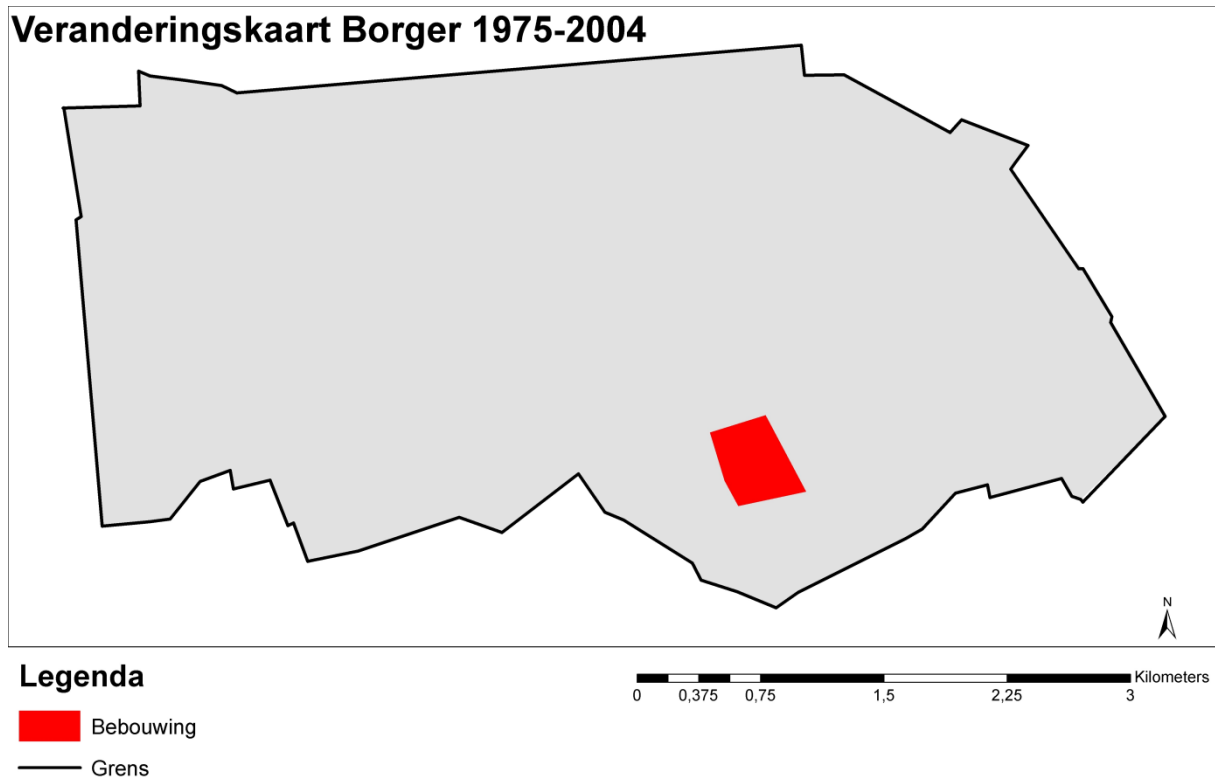 Veranderingskaart Borger 1975-2004
N
Legenda
Bebouwing
Grens
Kilometers
0 0,375 0,75 1,5 2,25 3